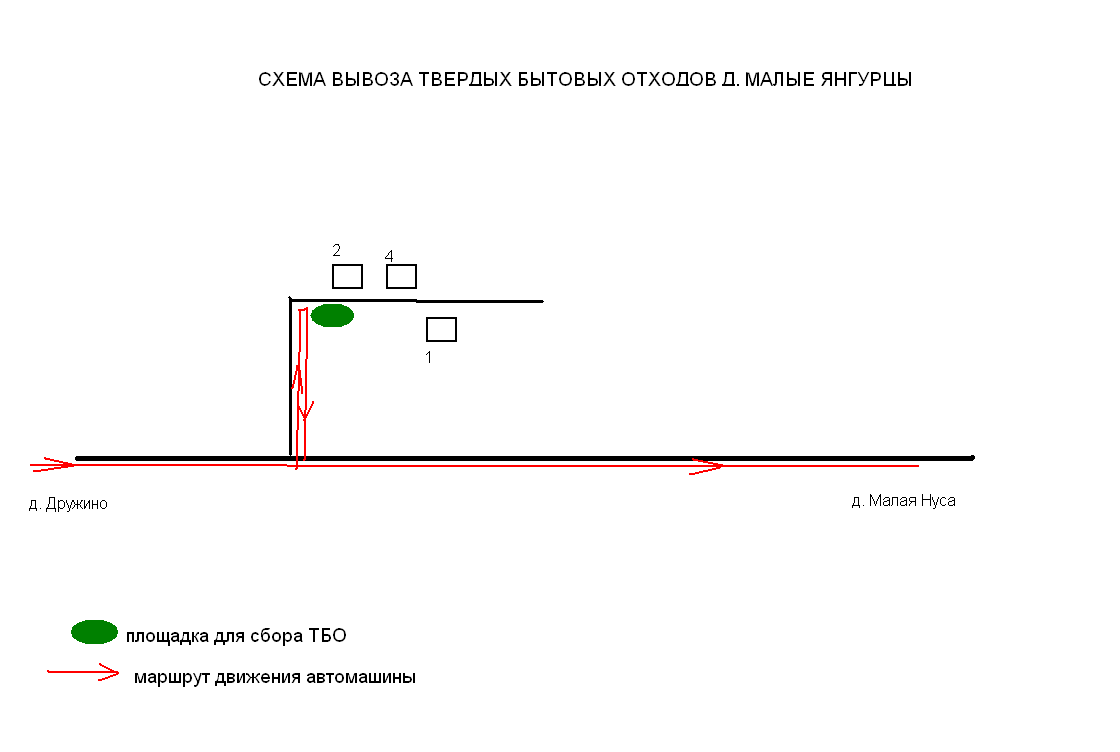 СХЕМА ВЫВОЗА ТВЕРДЫХ БЫТОВЫХ ОТХОДОВ Д. МАЛЫЕ ЯНГУРЦЫ
2
4
1
д. Дружино
д. Малая Нуса
площадка для сбора ТБО
маршрут движения автомашины